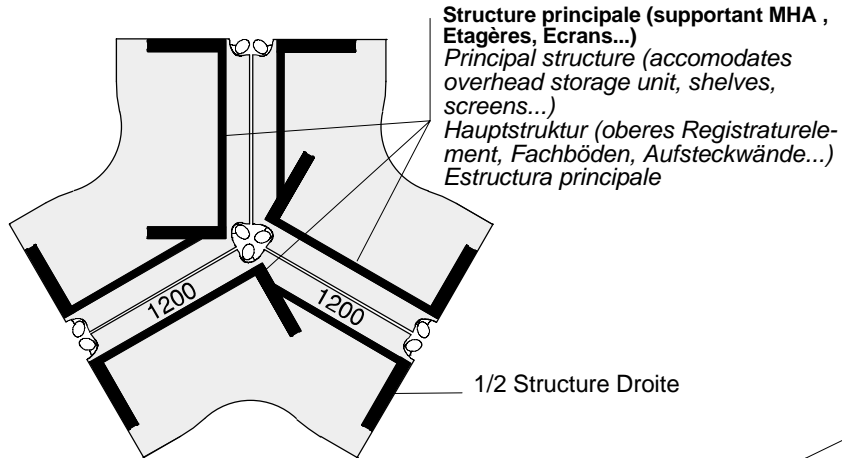 Structure principale (supportant MHA ,
Etagères, Ecrans...)
Principal structure (accomodates
overhead storage unit, shelves,
screens...)
Hauptstruktur (oberes Registraturele-
ment, Fachböden, Aufsteckwände...)
Estructura principale
1200
1200
1/2 Structure Droite